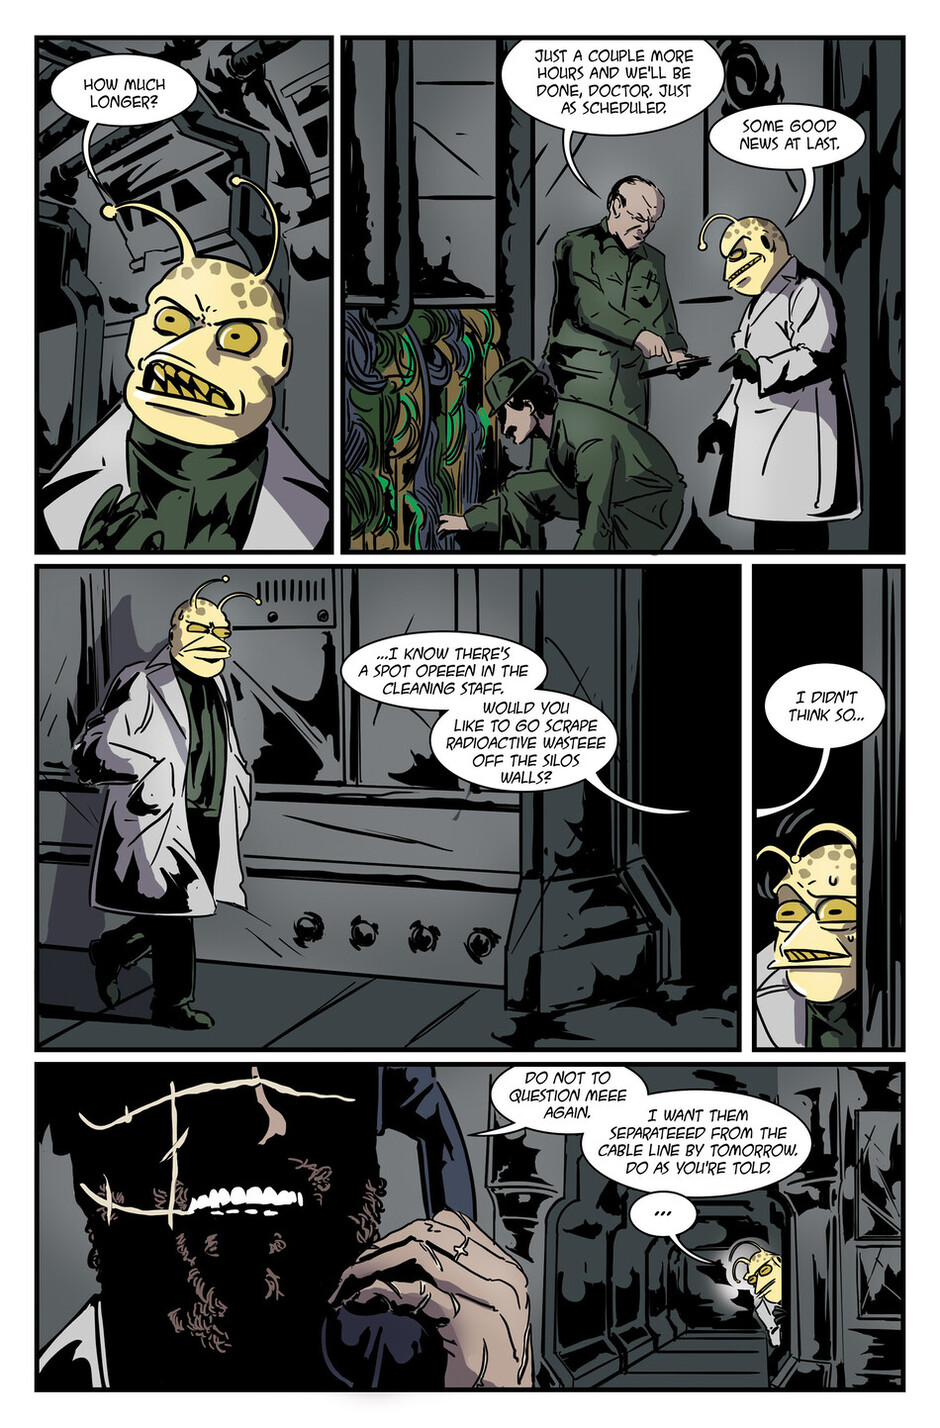 HOW MUCH
LONGER?
JUST A COUPLE MORE
HOURS AND WE'LL BE
DONE, DOCTOR. JUST
AS SCHEDULED.
SOME GOOD
NEWS AT LAST.
...I KNOW THERE'S
A SPOT OPEEEN IN THE
CLEANING STAFF.
WOULD YOU
LIKE TO GO SCRAPE
RADIOACTIVE WASTEEE
OFF THE SILOS
WALLS?
I DIDN'T
THINK SO...
DO NOT TO
QUESTION MEEE
AGAIN.
I WANT THEM
SEPARATEEED FROM THE
CABLE LINE BY TOMORROW.
DO AS YOU'RE TOLD.
...